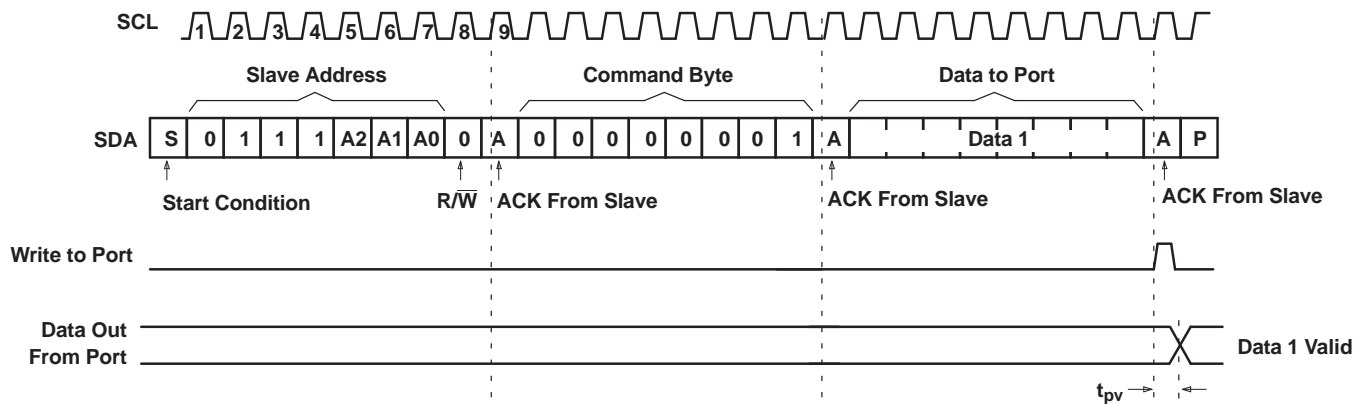 SCL 1 2 3 4 5 6 7 8 9
Slave Address Command Byte Data to Port
SDA S 0 1 1 1 A2 A1 A0 0 A 0 0 0 0 0 0 0 1 A Data 1 A P
Start Condition R/W ACK From Slave ACK From Slave ACK From Slave
Write to Port
Data Out
From Port
Data 1 Valid
tpv